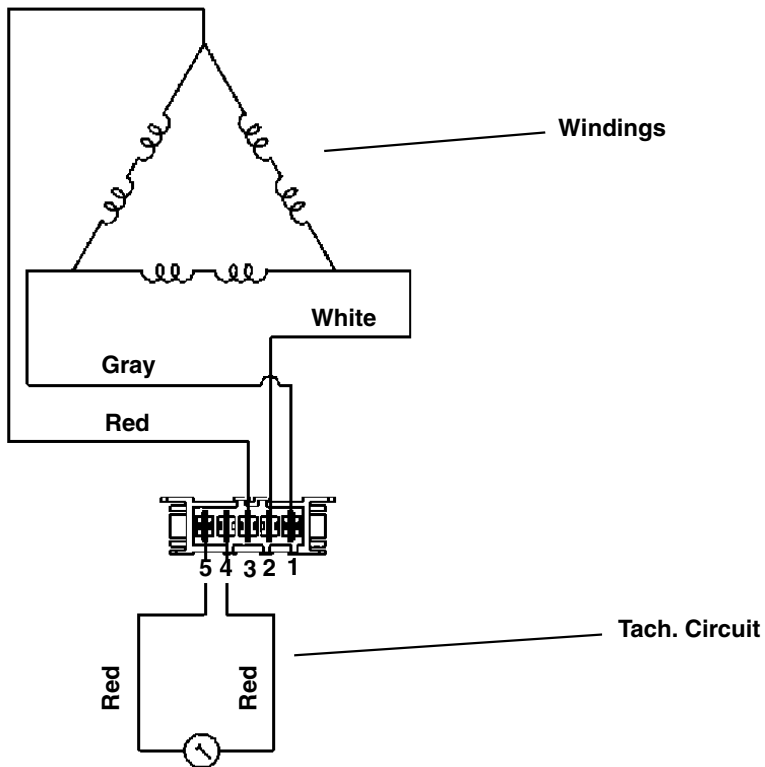 Windings
White
Gray
Red
5 4 3 2 1
Tach. Circuit
Red
Red